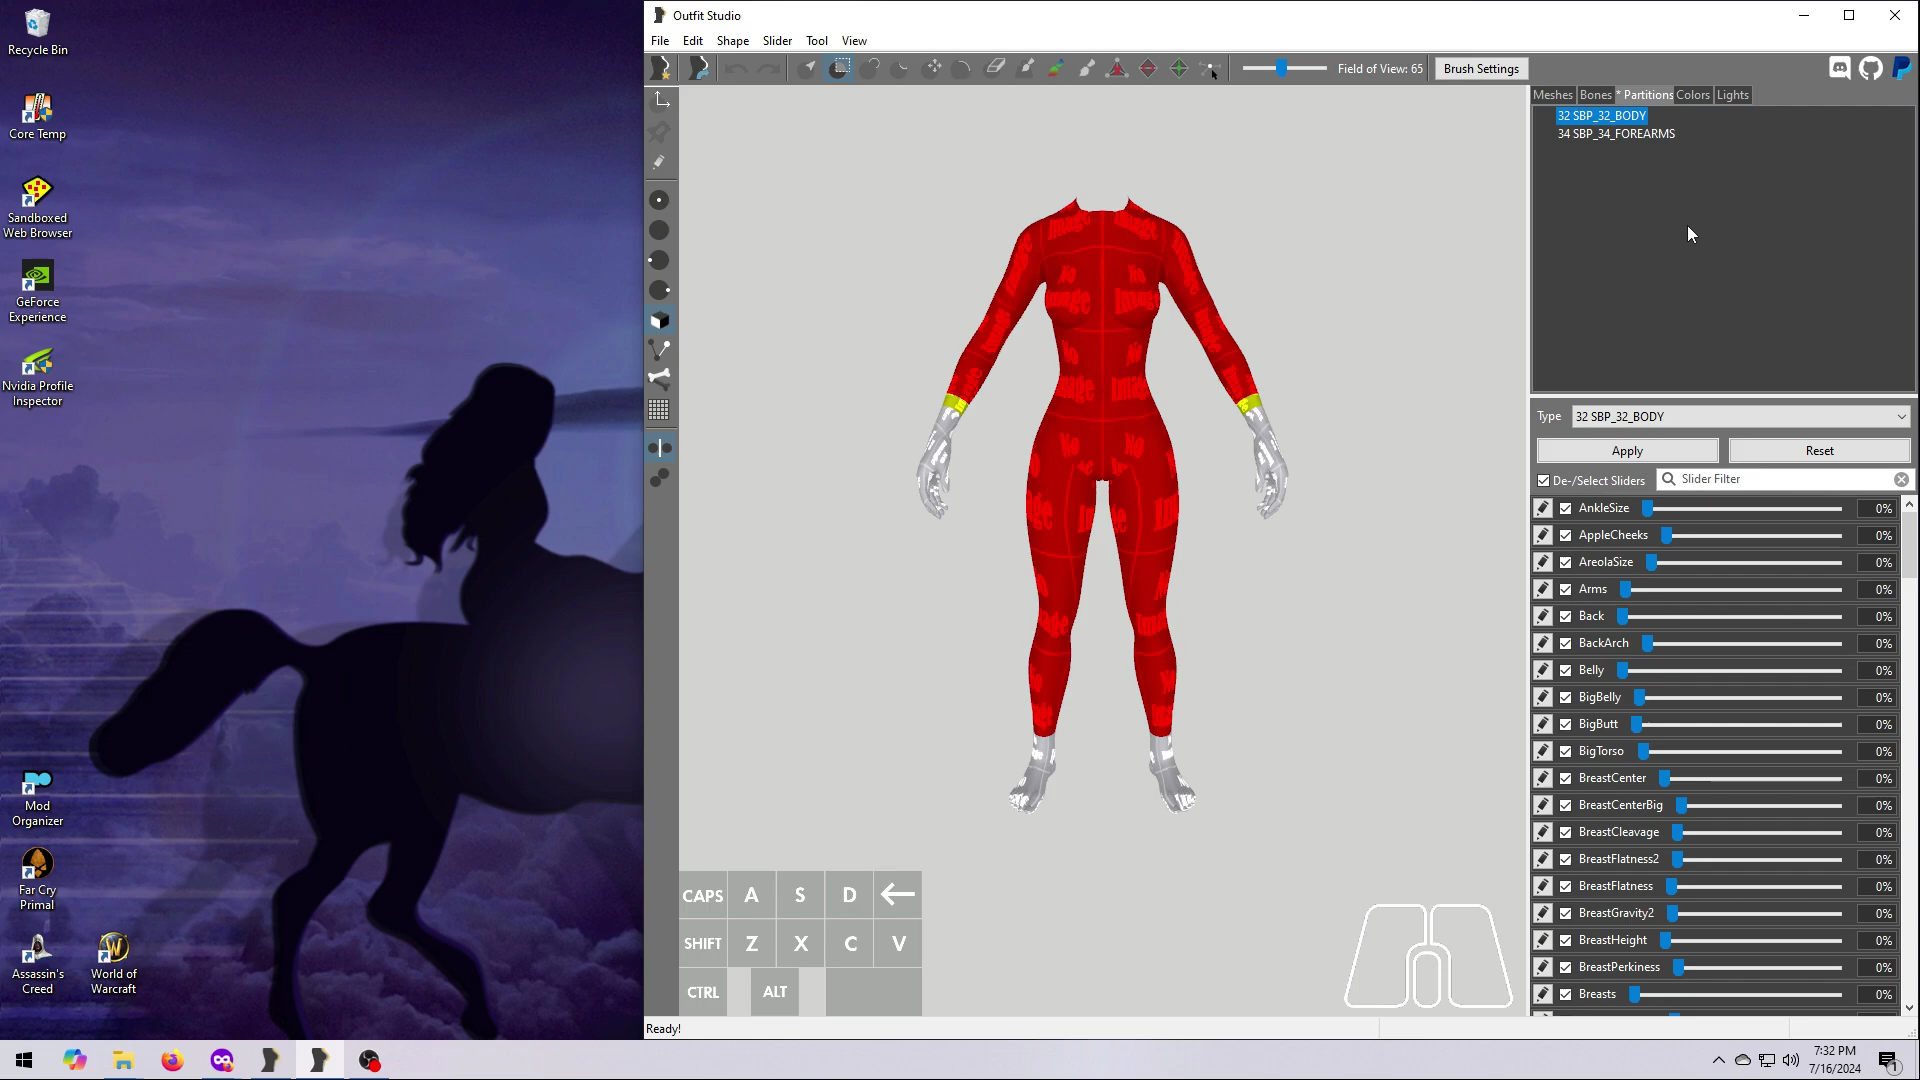 Recycle Bin
Core Temp
Sandboxed
Web Browser
GeForce
Experience
Nvidia Profile
Inspector
Mod
Organizer
Far Cry
Primal
Assassin's
Creed
World of
Warcraft
Outfit Studio
File Edit Shape Slider Tool View
Field of View: 65
Brush Settings
Meshes Bones * Partitions Colors Lights
32 SBP_32_BODY
34 SBP_34_FOREARMS
Type 32 SBP_32_BODY
Apply Reset
De-/Select Sliders Slider Filter
AnkleSize 0%
AppleCheeks 0%
AreolaSize 0%
Arms 0%
Back 0%
BackArch 0%
Belly 0%
BigBelly 0%
BigButt 0%
BigTorso 0%
BreastCenter 0%
BreastCenterBig 0%
BreastCleavage 0%
BreastFlatness2 0%
BreastFlatness 0%
BreastGravity2 0%
BreastHeight 0%
BreastPerkiness 0%
Breasts 0%
No
Image
No
Image
CAPS A S D
SHIFT Z X C V
CTRL ALT
Ready!
7:32 PM
7/16/2024
1